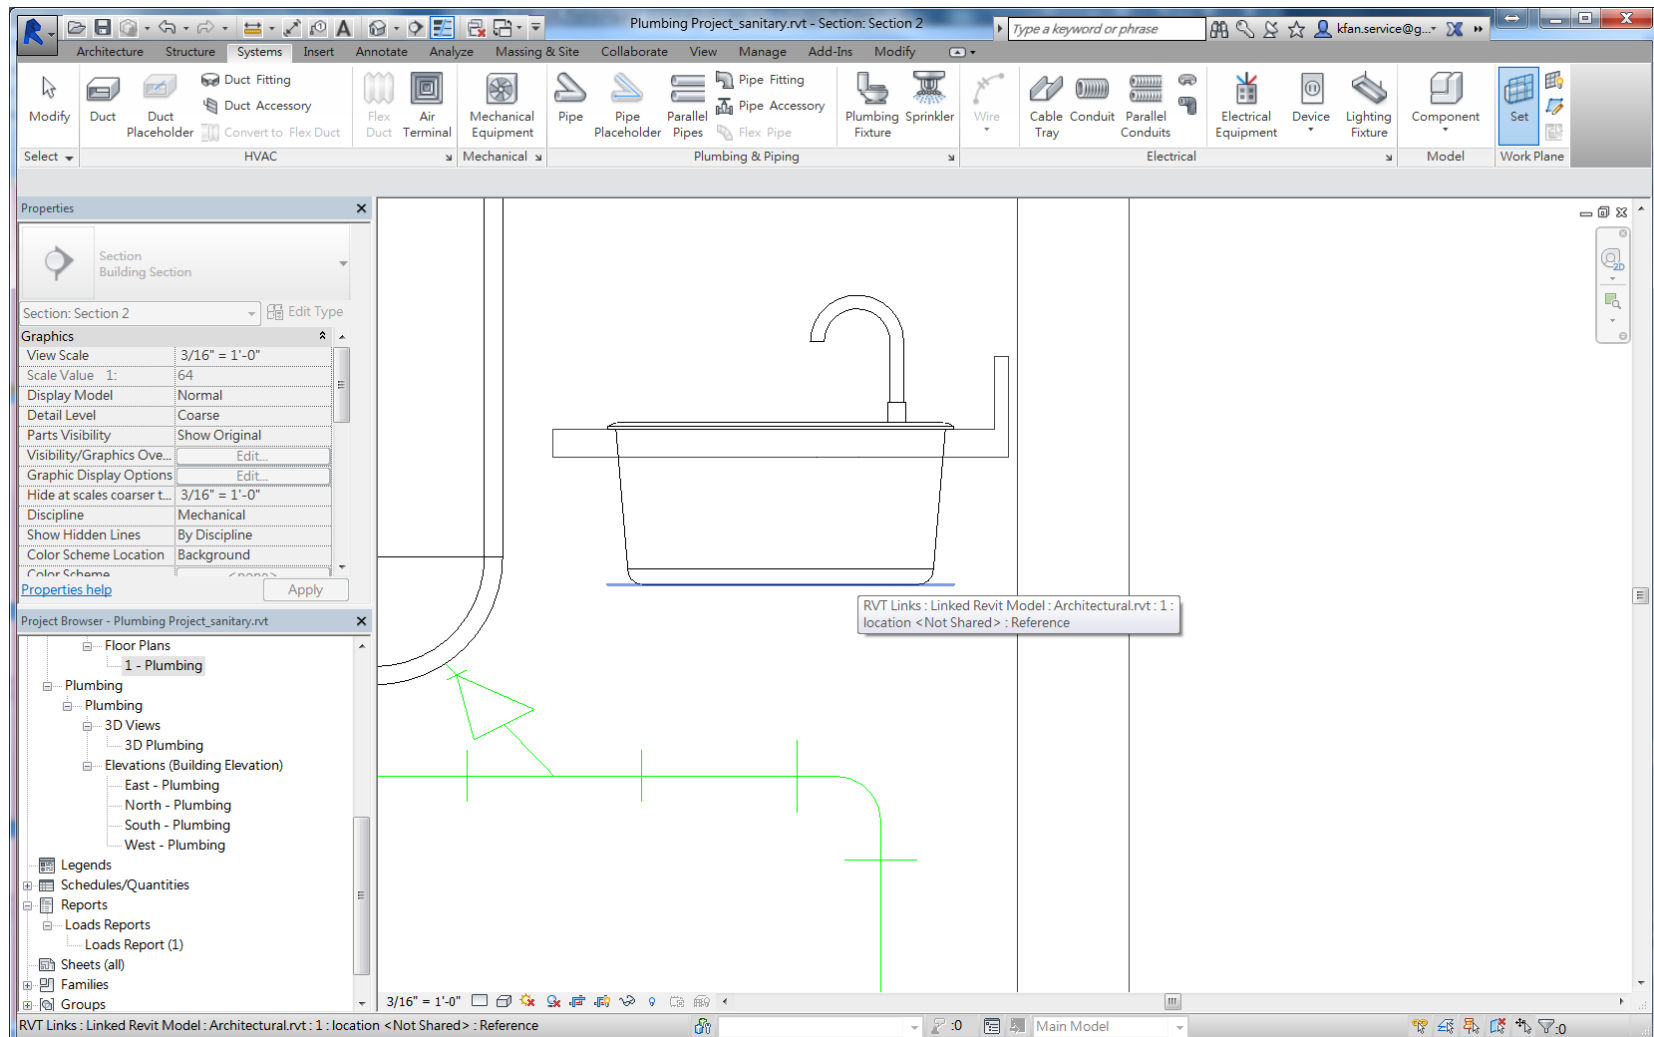 Plumbing Project_sanitary.rvt - Section: Section 2
Type a keyword or phrase
kfan.service@g...
Architecture Structure Systems Insert Annotate Analyze Massing & Site Collaborate View Manage Add-Ins Modify
Modify
Duct
Duct Placeholder
Duct Fitting
Duct Accessory
Convert to Flex Duct
Flex Duct
Air Terminal
Mechanical Equipment
Pipe
Pipe Placeholder
Parallel Pipes
Pipe Fitting
Pipe Accessory
Flex Pipe
Plumbing Fixture
Sprinkler
Wire
Cable Tray
Conduit
Parallel Conduits
Electrical Equipment
Device
Lighting Fixture
Component
Set
Select HVAC Mechanical Plumbing & Piping Electrical Model Work Plane
Properties
Section
Building Section
Section: Section 2 Edit Type
Graphics
View Scale 3/16" = 1'-0"
Scale Value 1: 64
Display Model Normal
Detail Level Coarse
Parts Visibility Show Original
Visibility/Graphics Ove... Edit...
Graphic Display Options Edit...
Hide at scales coarser t... 3/16" = 1'-0"
Discipline Mechanical
Show Hidden Lines By Discipline
Color Scheme Location Background
Color Scheme <none>
Properties help Apply
Project Browser - Plumbing Project_sanitary.rvt
Floor Plans
1 - Plumbing
Plumbing
Plumbing
3D Views
3D Plumbing
Elevations (Building Elevation)
East - Plumbing
North - Plumbing
South - Plumbing
West - Plumbing
Legends
Schedules/Quantities
Reports
Loads Reports
Loads Report (1)
Sheets (all)
Families
Groups
2D
RVT Links : Linked Revit Model : Architectural.rvt : 1 :
location <Not Shared> : Reference
3/16" = 1'-0"
RVT Links : Linked Revit Model : Architectural.rvt : 1 : location <Not Shared> : Reference
:0
Main Model
:0